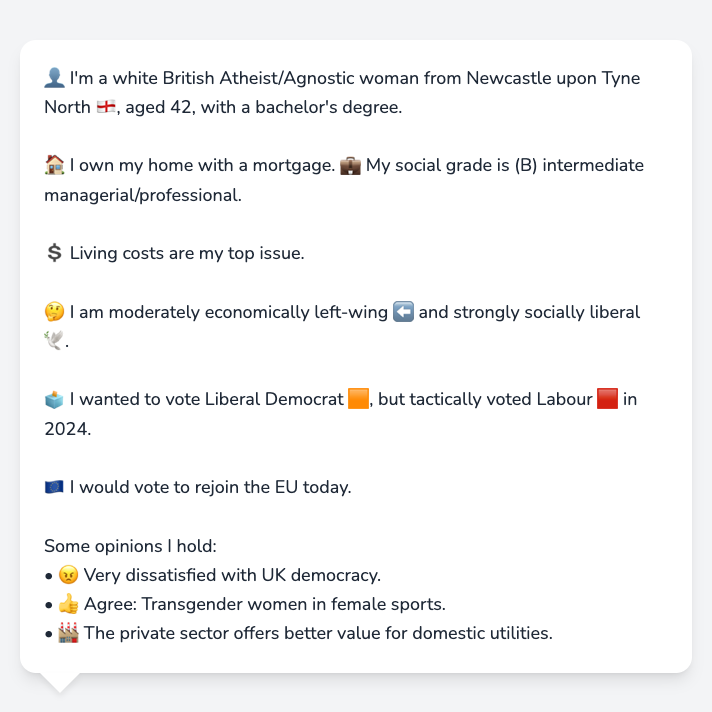 👤 I'm a white British Atheist/Agnostic woman from Newcastle upon Tyne
North 🏴󠁧󠁢󠁥󠁮󠁧󠁿, aged 42, with a bachelor's degree.
🏠 I own my home with a mortgage. 💼 My social grade is (B) intermediate
managerial/professional.
💲 Living costs are my top issue.
🤔 I am moderately economically left-wing ⬅️ and strongly socially liberal
🕊️.
🗳️ I wanted to vote Liberal Democrat 🟧, but tactically voted Labour 🟥 in
2024.
🇪🇺 I would vote to rejoin the EU today.
Some opinions I hold:
• 😠 Very dissatisfied with UK democracy.
• 👍 Agree: Transgender women in female sports.
• 🏭 The private sector offers better value for domestic utilities.